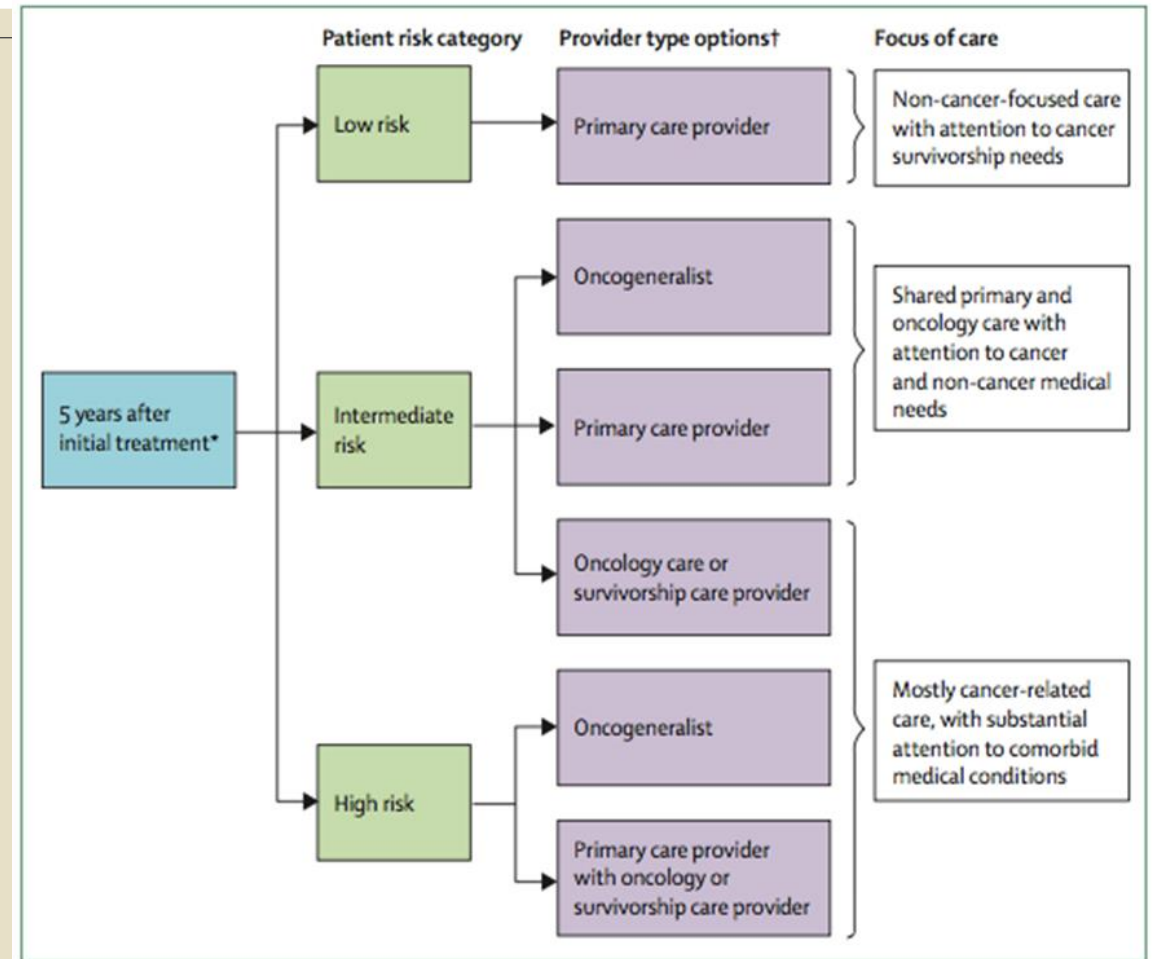 Patient risk category
Provider type options†
Focus of care
Low risk
Primary care provider
Non-cancer-focused care
with attention to cancer
survivorship needs
5 years after
initial treatment*
Intermediate
risk
Oncogeneralist
Primary care provider
Oncology care or
survivorship care provider
Shared primary and
oncology care with
attention to cancer
and non-cancer medical
needs
High risk
Oncogeneralist
Primary care provider
with oncology or
survivorship care provider
Mostly cancer-related
care, with substantial
attention to comorbid
medical conditions